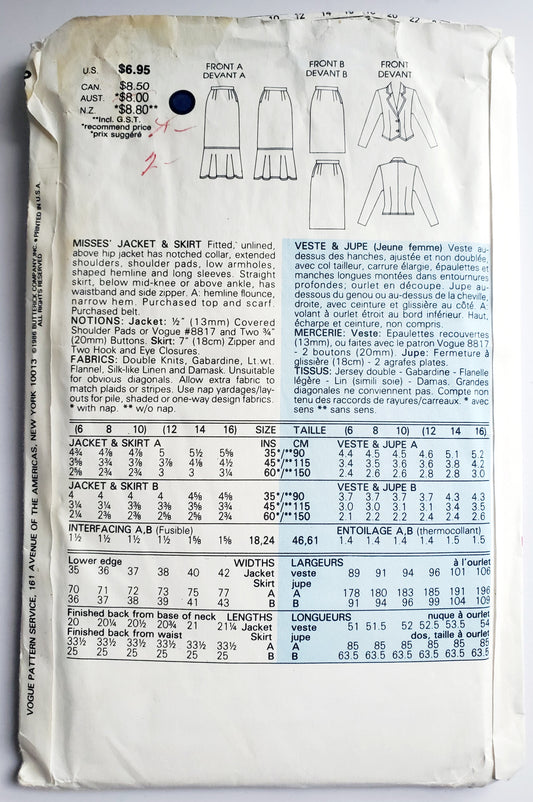 10 12 14 16 18 20 22
U.S. $6.95
CAN. $8.50
AUST. *$8.00
N.Z. *$8.80**
**Incl. G.S.T.
*recommend price
*prix suggéré
2-
FRONT A
DEVANT A
FRONT B
DEVANT B
FRONT
DEVANT
MISSES' JACKET & SKIRT Fitted, unlined,
above hip jacket has notched collar, extended
shoulders, shoulder pads, low armholes,
shaped hemline and long sleeves. Straight
skirt, below mid-knee or above ankle, has
waistband and side zipper. A: hemline flounce,
narrow hem. Purchased top and scarf.
Purchased belt.
NOTIONS: Jacket: ½" (13mm) Covered
Shoulder Pads or Vogue #8817 and Two ¾"
(20mm) Buttons. Skirt: 7" (18cm) Zipper and
Two Hook and Eye Closures.
FABRICS: Double Knits, Gabardine, Lt. wt.
Flannel, Silk-like Linen and Damask. Unsuitable
for obvious diagonals. Allow extra fabric to
match plaids or stripes. Use nap yardages/lay-
outs for pile, shaded or one-way design fabrics.
* with nap. ** w/o nap.
VESTE & JUPE (Jeune femme) Veste au-
dessus des hanches, ajustée et non doublée,
avec col tailleur, carrure élargie, épaulettes et
manches longues montées dans entournures
profondes; ourlet en découpe. Jupe au-
dessous du genou ou au-dessus de la cheville,
droite, avec ceinture et glissière au côté. A:
volant à ourlet étroit au bord inférieur. Haut,
écharpe et ceinture, non compris.
MERCERIE: Veste: Epaulettes recouvertes
(13mm), ou faites avec le patron Vogue 8817
- 2 boutons (20mm). Jupe: Fermeture à
glissière (18cm) - 2 agrafes plates.
TISSUS: Jersey double - Gabardine - Flanelle
légère - Lin (simili soie) - Damas. Grandes
diagonales ne conviennent pas. Compte non
tenu des raccords de rayures/carreaux. * avec
sens ** sans sens.
(6 8 10) (12 14 16) SIZE TAILLE (6 8 10) (12 14 16)
JACKET & SKIRT A INS CM VESTE & JUPE A
4¾ 4⅞ 4⅞ 5 5½ 5⅝ 35*/**90 4.4 4.5 4.5 4.6 5.1 5.2
3⅝ 3¾ 3⅞ 3⅞ 4⅛ 4½ 45*/**115 3.4 3.5 3.6 3.6 3.8 4.2
2⅝ 2¾ 2¾ 3 3 3¼ 60*/**150 2.4 2.6 2.6 2.8 2.8 3.0
JACKET & SKIRT B VESTE & JUPE B
4 4 4 4 4⅝ 4⅝ 35*/**90 3.7 3.7 3.7 3.7 4.3 4.3
3¼ 3¼ 3⅜ 3⅜ 3⅝ 3¾ 45*/**115 3.0 3.0 3.1 3.1 3.4 3.5
2¼ 2⅜ 2⅜ 2⅝ 2⅝ 2¾ 60*/**150 2.1 2.2 2.2 2.4 2.4 2.6
INTERFACING A,B (Fusible) ENTOILAGE A,B (thermocollant)
1½ 1½ 1½ 1½ 1⅝ 1⅝ 18,24 46,61 1.4 1.4 1.4 1.4 1.5 1.5
Lower edge WIDTHS LARGEURS à l'ourlet
35 36 37 38 40 42 Jacket veste 89 91 94 96 101 106
Skirt jupe
70 71 72 73 75 77 A A 178 180 183 185 191 196
36 37 38 39 41 43 B B 91 94 96 99 104 109
Finished back from base of neck LENGTHS LONGUEURS nuque à ourlet
20 20¼ 20½ 20¾ 21 21¼ Jacket veste 51 51.5 52 52.5 53.5 54
Finished back from waist Skirt jupe dos, taille à ourlet
33½ 33½ 33½ 33½ 33½ 33½ A A 85 85 85 85 85 85
25 25 25 25 25 25 B B 63.5 63.5 63.5 63.5 63.5 63.5
VOGUE PATTERN SERVICE, 161 AVENUE OF THE AMERICAS, NEW YORK 10013 ©1986 BUTTERICK COMPANY INC. • PRINTED IN U.S.A.
ALL RIGHTS RESERVED